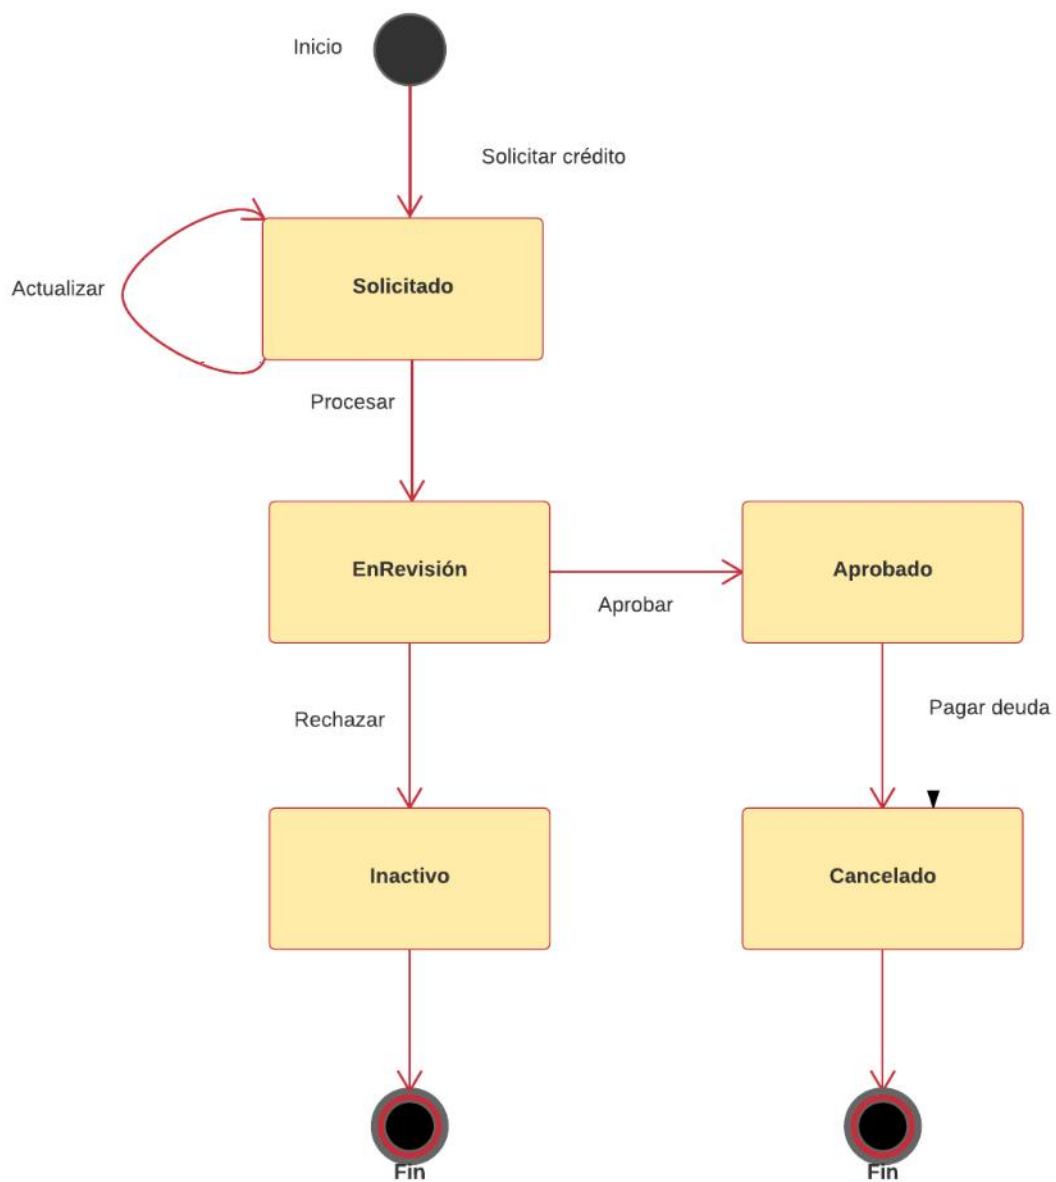 Inicio
Solicitar crédito
Actualizar
Solicitado
Procesar
EnRevisión
Aprobar
Aprobado
Rechazar
Pagar deuda
Inactivo
Cancelado
Fin
Fin